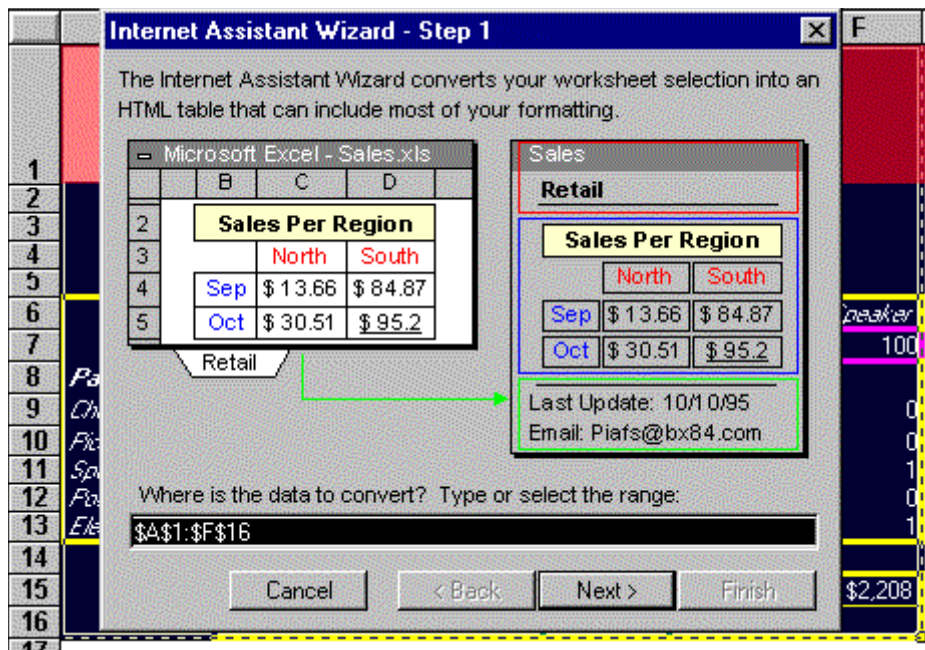 Internet Assistant Wizard - Step 1
F
The Internet Assistant Wizard converts your worksheet selection into an
HTML table that can include most of your formatting.
Microsoft Excel - Sales.xls
B C D
2 Sales Per Region
3 North South
4 Sep $ 13.66 $ 84.87
5 Oct $ 30.51 $ 95.2
Retail
Sales
Retail
Sales Per Region
North South
Sep $ 13.66 $ 84.87
Oct $ 30.51 $ 95.2
Last Update: 10/10/95
Email: Piafs@bx84.com
Where is the data to convert? Type or select the range:
$A$1:$F$16
Cancel < Back Next > Finish
1
2
3
4
5
6
7 100
8
9 0
10 0
11 1
12 0
13 1
14
15 $2,208
16
17